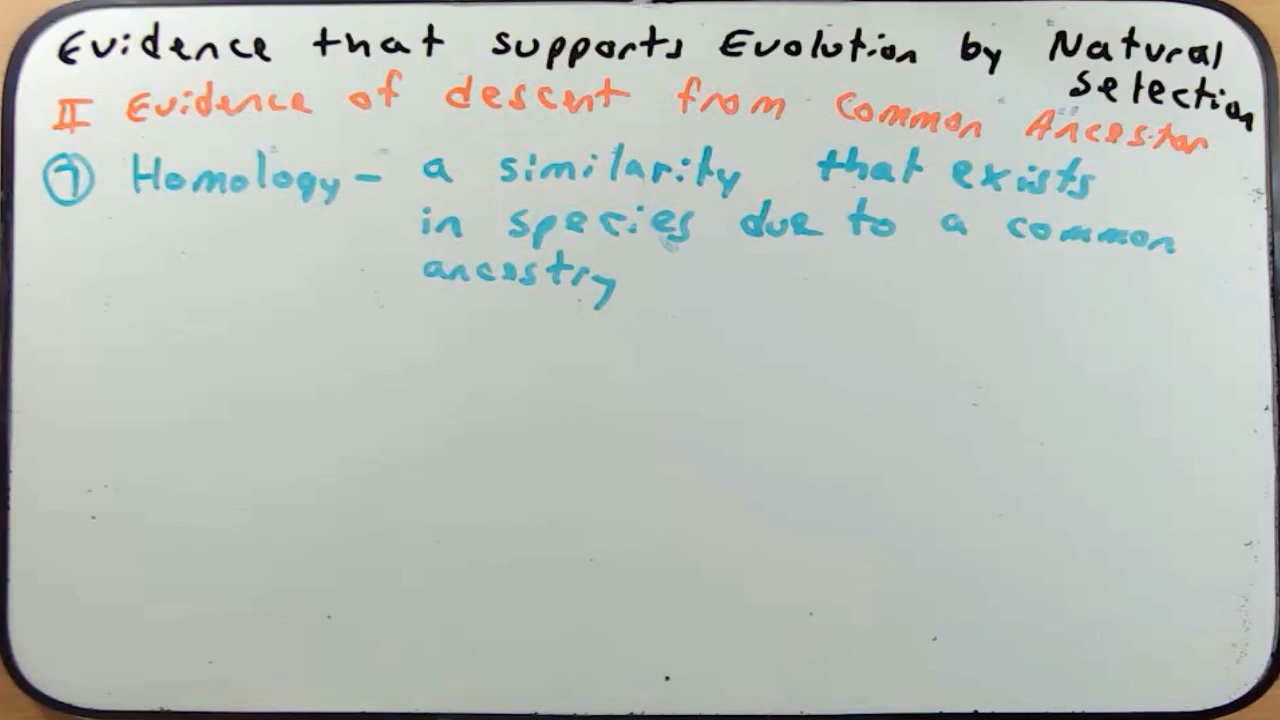 Evidence that supports Evolution by Natural
Selection
II Evidence of descent from Common Ancestor
① Homology - a similarity that exists
in species due to a common
ancestry